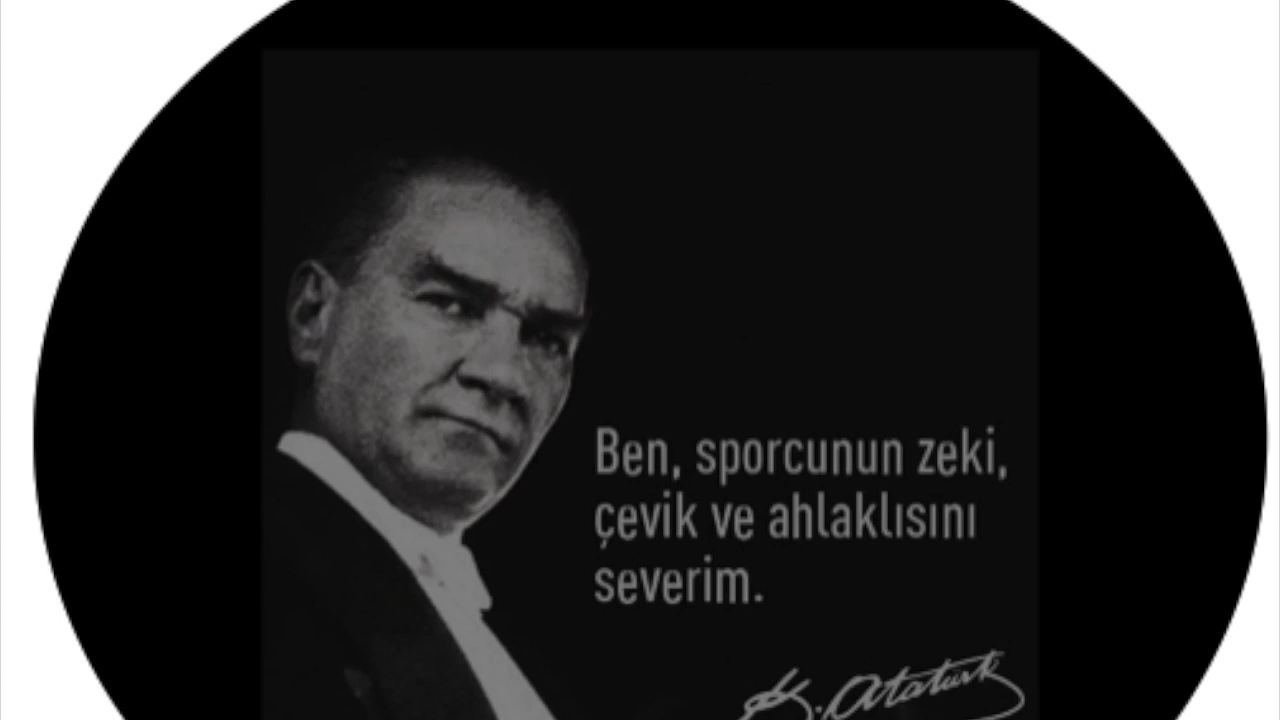 Ben, sporcunun zeki,
çevik ve ahlaklısını
severim.
K. Atatürk